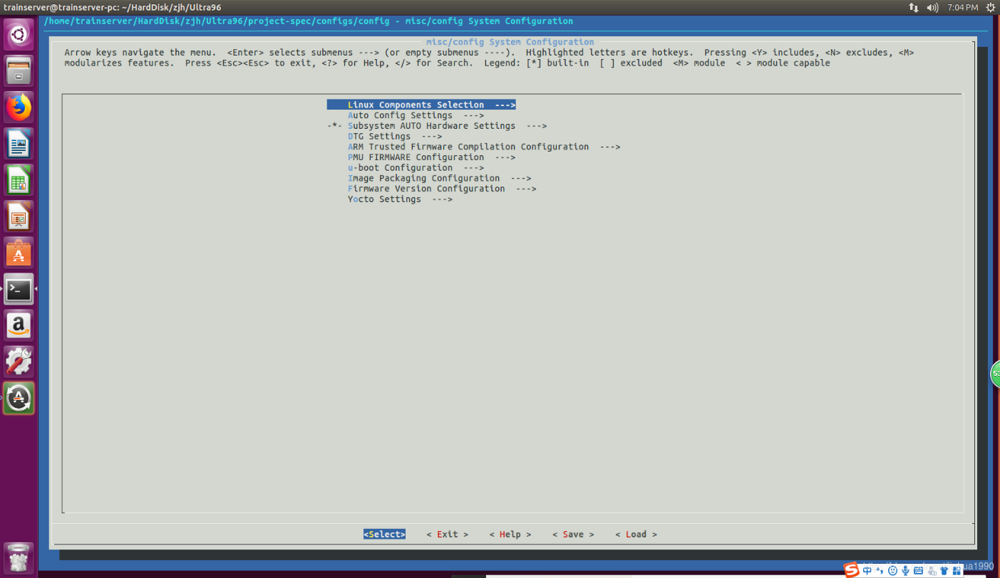 trainserver@trainserver-pc: ~/HardDisk/zjh/Ultra96
7:04 PM
/home/trainserver/HardDisk/zjh/Ultra96/project-spec/configs/config - misc/config System Configuration
misc/config System Configuration
Arrow keys navigate the menu.  <Enter> selects submenus ---> (or empty submenus ----).  Highlighted letters are hotkeys.  Pressing <Y> includes, <N> excludes, <M>
modularizes features.  Press <Esc><Esc> to exit, <?> for Help, </> for Search.  Legend: [*] built-in  [ ] excluded  <M> module  < > module capable
Linux Components Selection  --->
Auto Config Settings  --->
-*- Subsystem AUTO Hardware Settings  --->
DTG Settings  --->
ARM Trusted Firmware Compilation Configuration  --->
PMU FIRMWARE Configuration  --->
u-boot Configuration  --->
Image Packaging Configuration  --->
Firmware Version Configuration  --->
Yocto Settings  --->
<Select>    < Exit >    < Help >    < Save >    < Load >
中